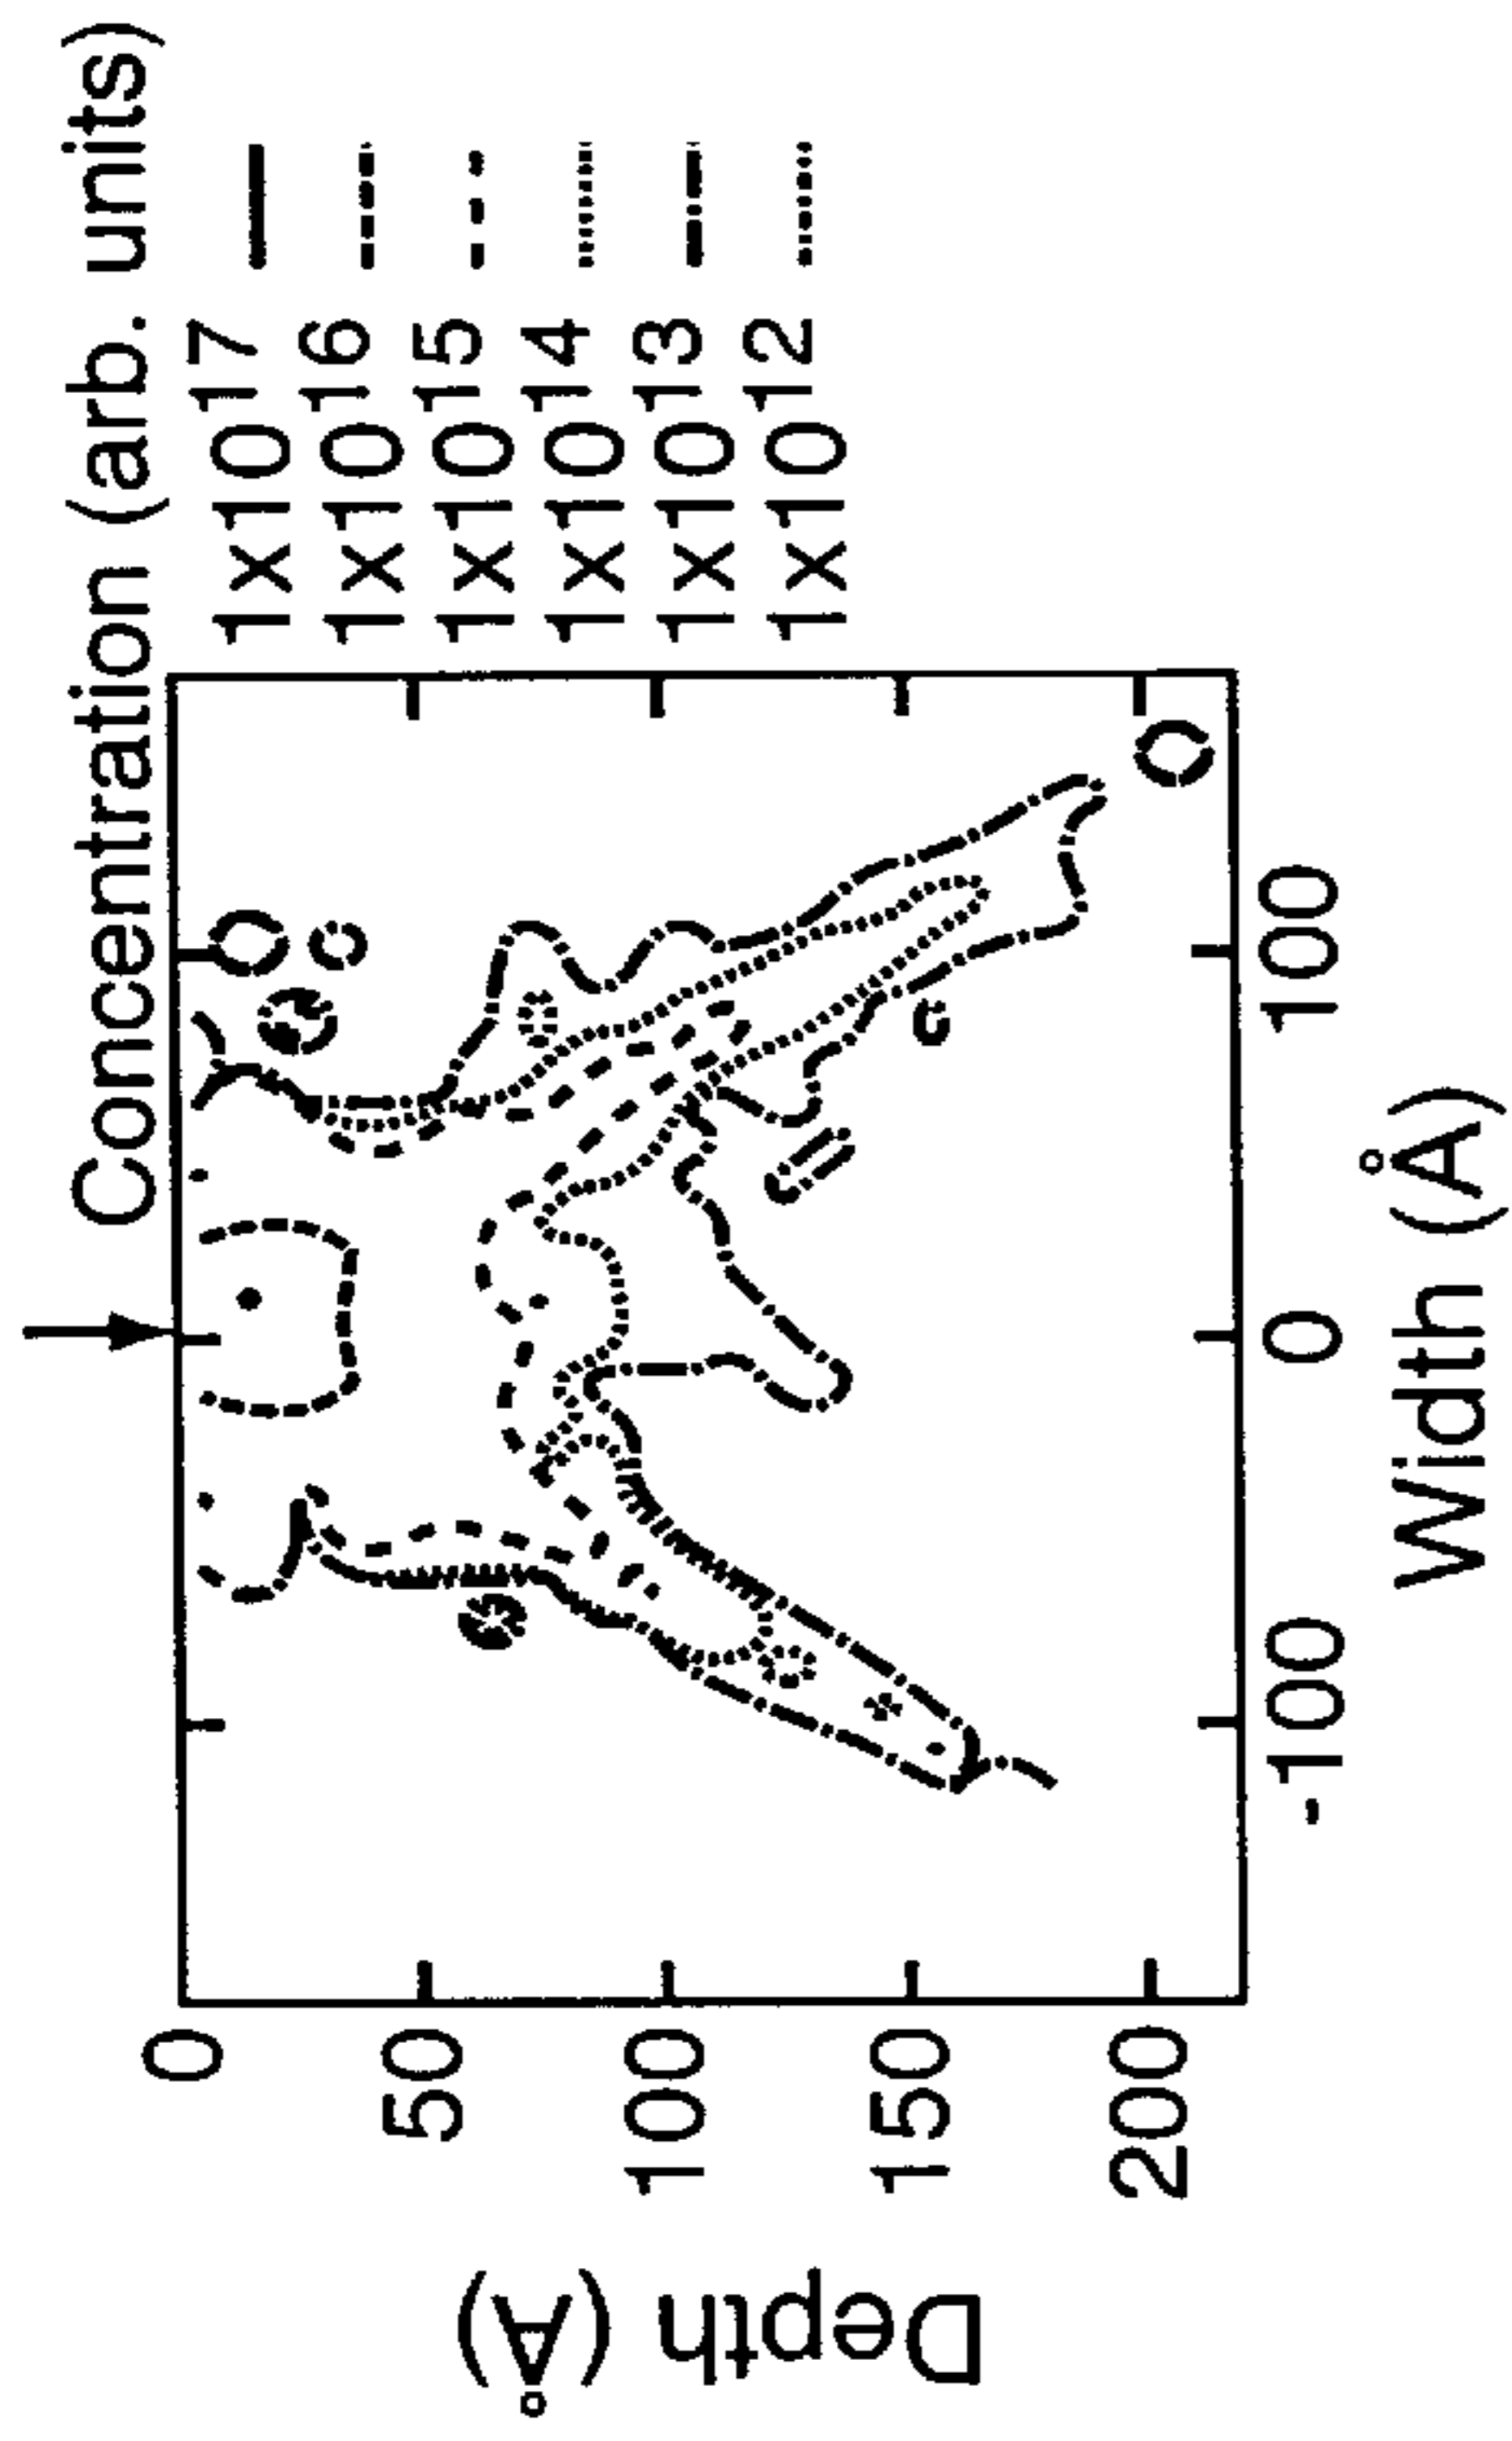 Concentration (arb. units)
1x10¹⁷
1x10¹⁶
1x10¹⁵
1x10¹⁴
1x10¹³
1x10¹²
0
50
100
150
200
Depth (Å)
-100
0
100
Width (Å)